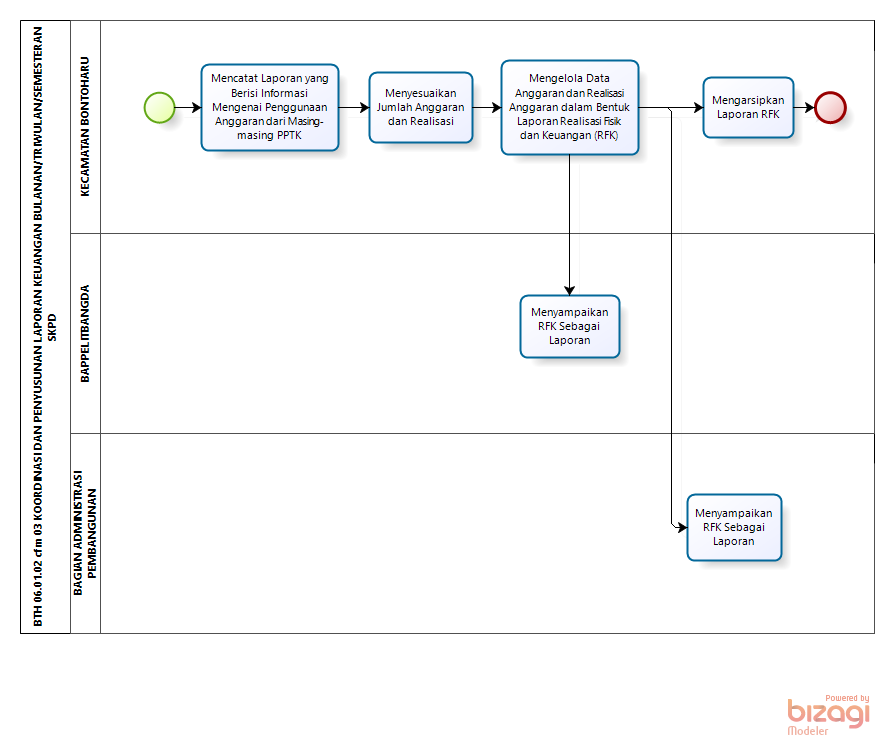 BTH 06.01.02 cfm 03 KOORDINASI DAN PENYUSUNAN LAPORAN KEUANGAN BULANAN/TRIWULAN/SEMESTERAN
SKPD
KECAMATAN BONTOHARU
Mencatat Laporan yang
Berisi Informasi
Mengenai Penggunaan
Anggaran dari Masing-
masing PPTK
Menyesuaikan
Jumlah Anggaran
dan Realisasi
Mengelola Data
Anggaran dan Realisasi
Anggaran dalam Bentuk
Laporan Realisasi Fisik
dan Keuangan (RFK)
Mengarsipkan
Laporan RFK
BAPPELITBANGDA
Menyampaikan
RFK Sebagai
Laporan
BAGIAN ADMINISTRASI
PEMBANGUNAN
Menyampaikan
RFK Sebagai
Laporan
Powered by
bizagi
Modeler